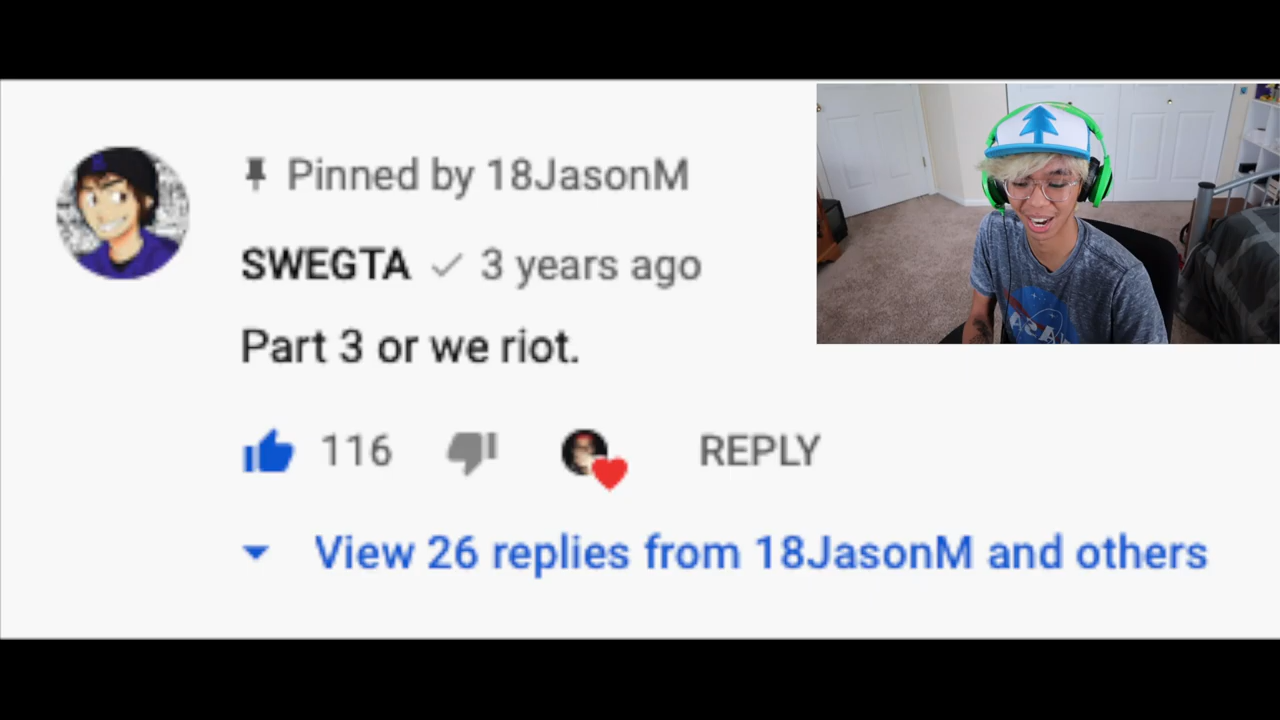 Pinned by 18JasonM
SWEGTA ✓ 3 years ago
Part 3 or we riot.
116 REPLY
View 26 replies from 18JasonM and others
NASA